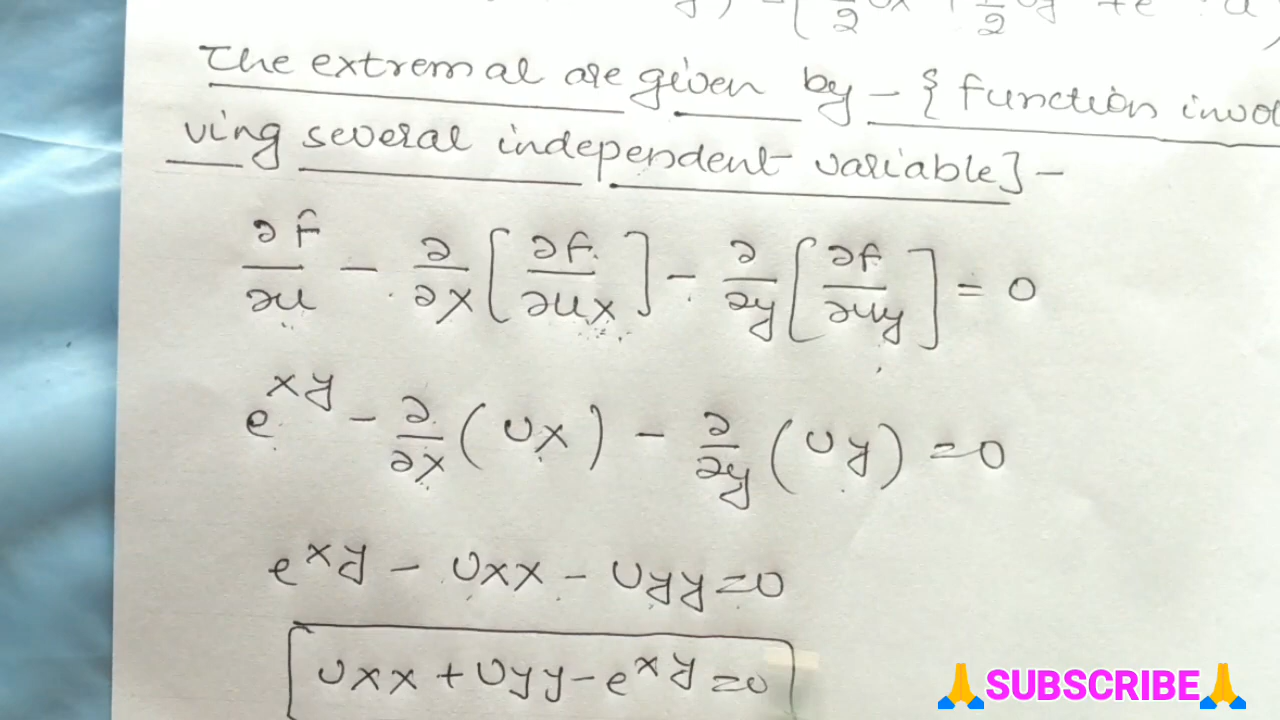 The extremal are given by - { function invol
ving several independent variable] -
∂f/∂u - ∂/∂x [∂f/∂ux] - ∂/∂y [∂f/∂uy] = 0
e^xy - ∂/∂x (ux) - ∂/∂y (uy) = 0
e^xy - uxx - uyy = 0
uxx + uyy - e^xy = 0
🙏SUBSCRIBE🙏